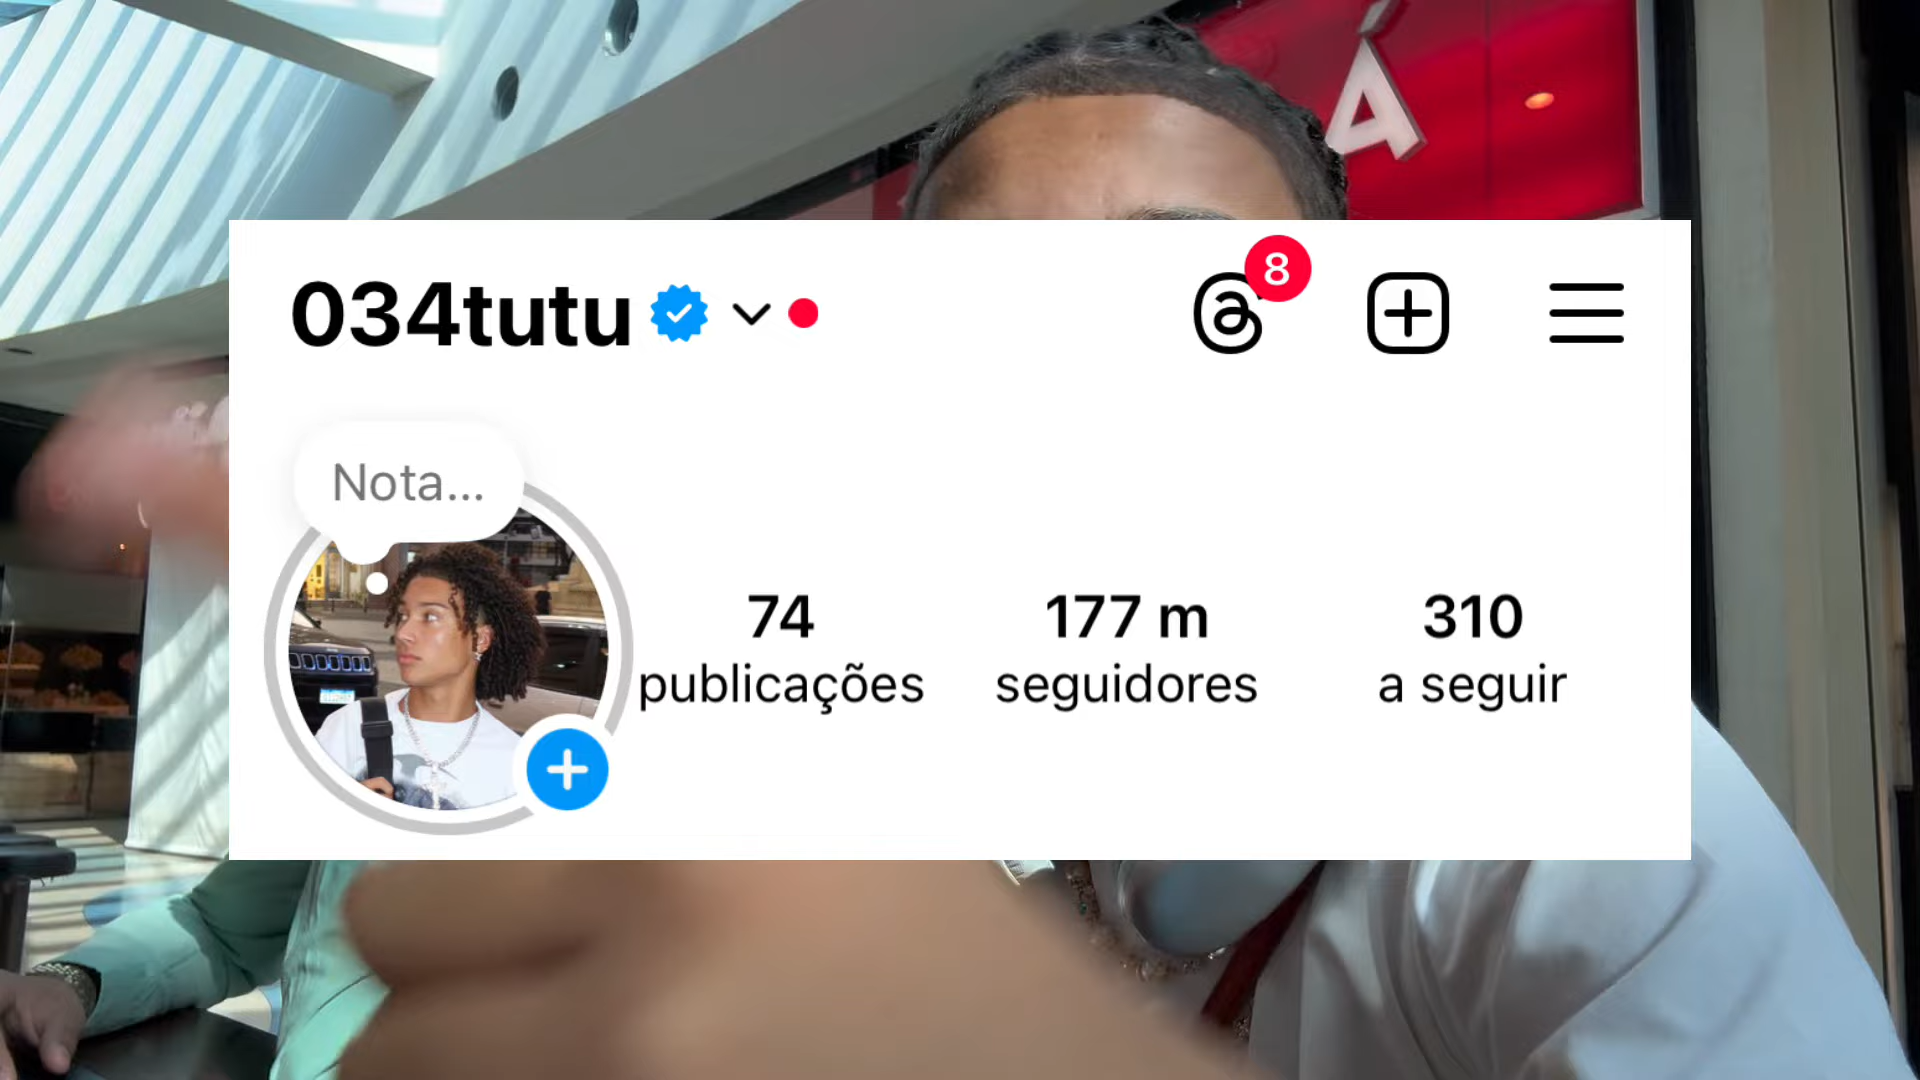 Á
034tutu
8
Nota...
74
publicações
177 m
seguidores
310
a seguir